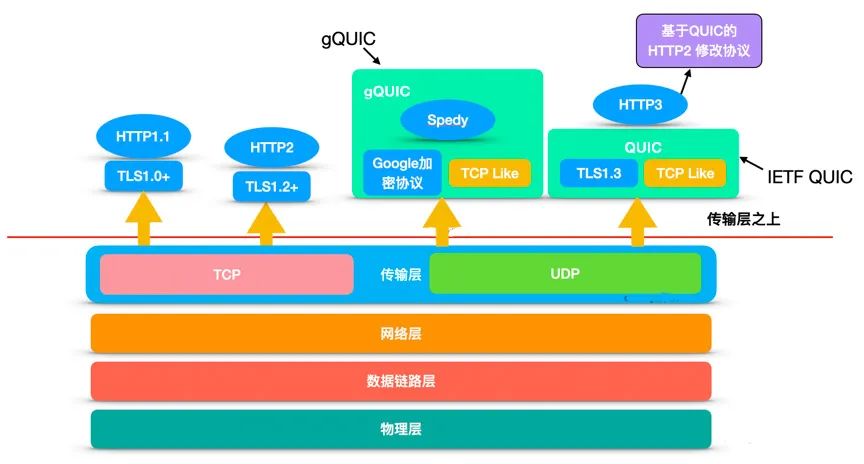 基于QUIC的
HTTP2 修改协议
gQUIC
gQUIC
Spedy
Google加
密协议
TCP Like
HTTP3
QUIC
TLS1.3
TCP Like
IETF QUIC
HTTP1.1
TLS1.0+
HTTP2
TLS1.2+
传输层之上
TCP
传输层
UDP
网络层
数据链路层
物理层